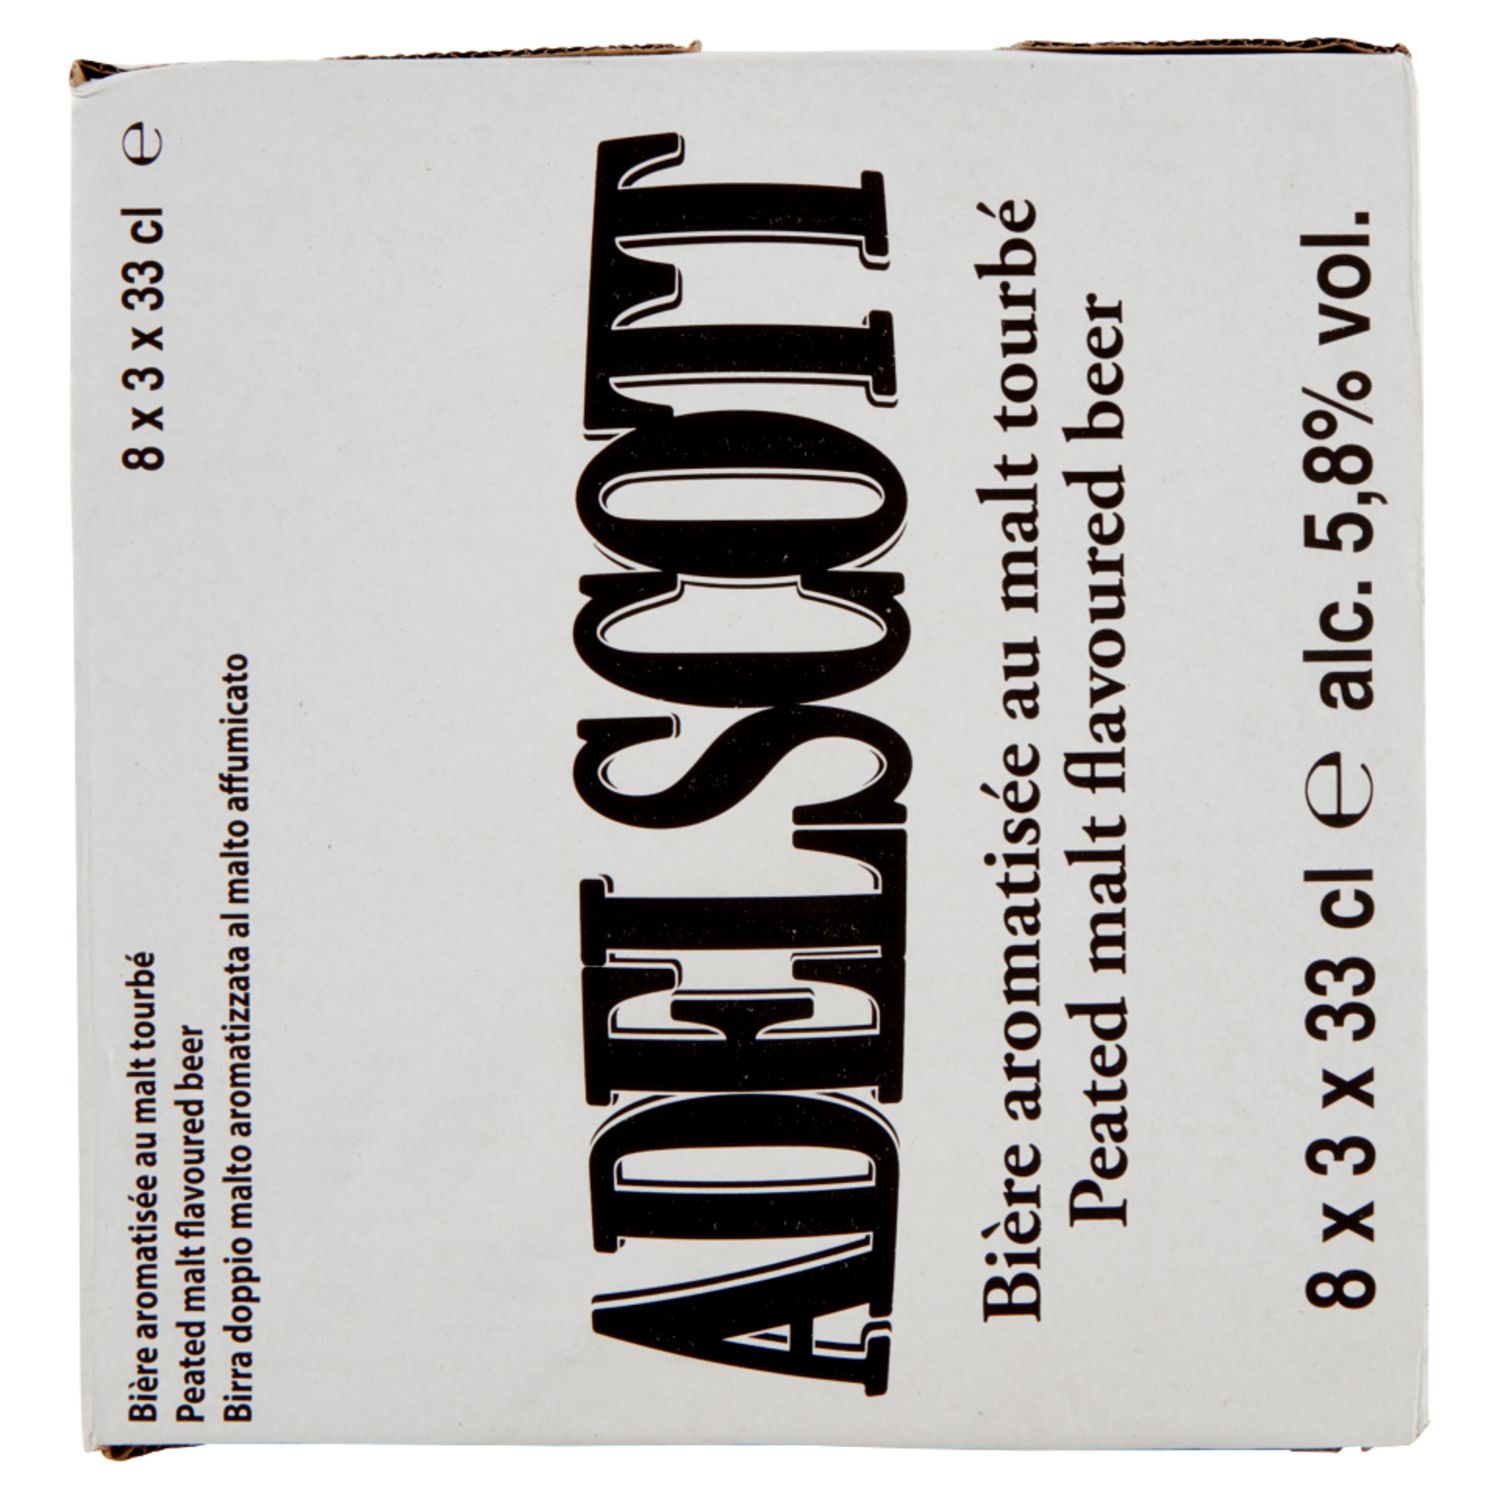 Bière aromatisée au malt tourbé
Peated malt flavoured beer
Birra doppio malto aromatizzata al malto affumicato
8 x 3 x 33 cl ℮
ADELSCOTT
Bière aromatisée au malt tourbé
Peated malt flavoured beer
8 x 3 x 33 cl ℮ alc. 5,8% vol.